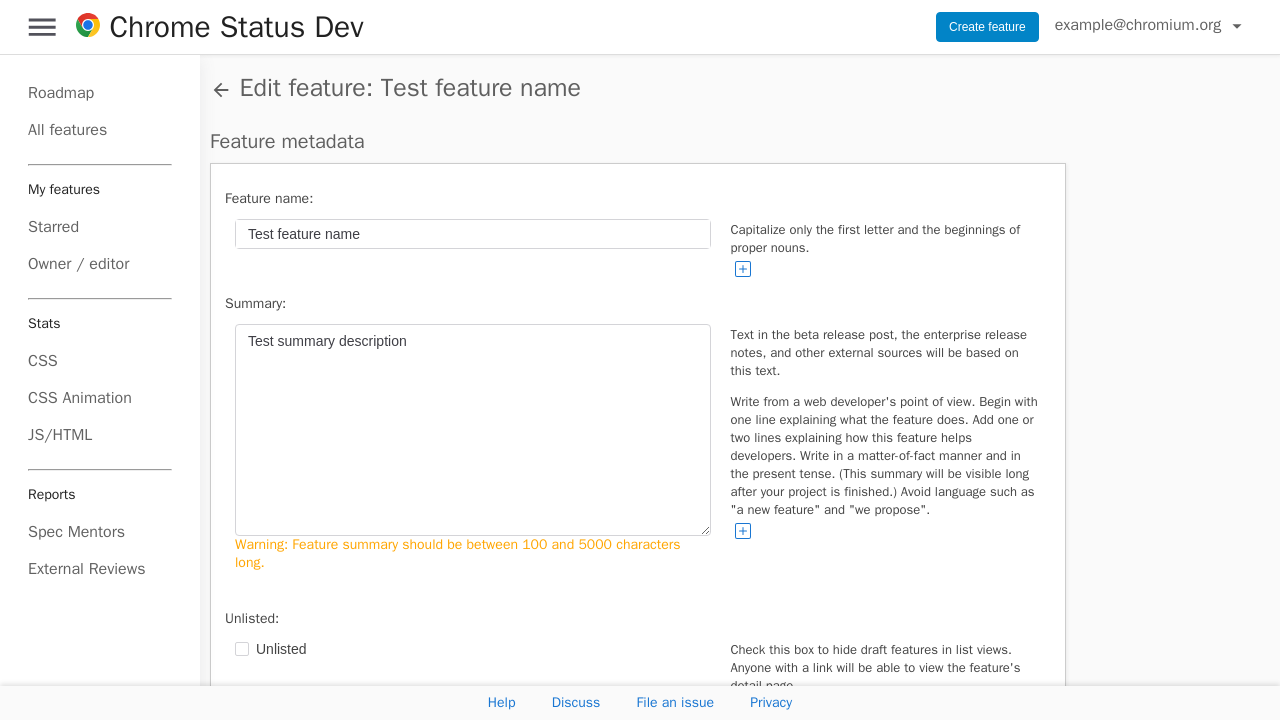 Chrome Status Dev
Create feature
example@chromium.org
Roadmap
All features
My features
Starred
Owner / editor
Stats
CSS
CSS Animation
JS/HTML
Reports
Spec Mentors
External Reviews
Edit feature: Test feature name
Feature metadata
Feature name:
Test feature name
Capitalize only the first letter and the beginnings of
proper nouns.
Summary:
Test summary description
Text in the beta release post, the enterprise release
notes, and other external sources will be based on
this text.
Write from a web developer's point of view. Begin with
one line explaining what the feature does. Add one or
two lines explaining how this feature helps
developers. Write in a matter-of-fact manner and in
the present tense. (This summary will be visible long
after your project is finished.) Avoid language such as
"a new feature" and "we propose".
Warning: Feature summary should be between 100 and 5000 characters
long.
Unlisted:
Unlisted
Check this box to hide draft features in list views.
Anyone with a link will be able to view the feature's
detail page.
Help
Discuss
File an issue
Privacy